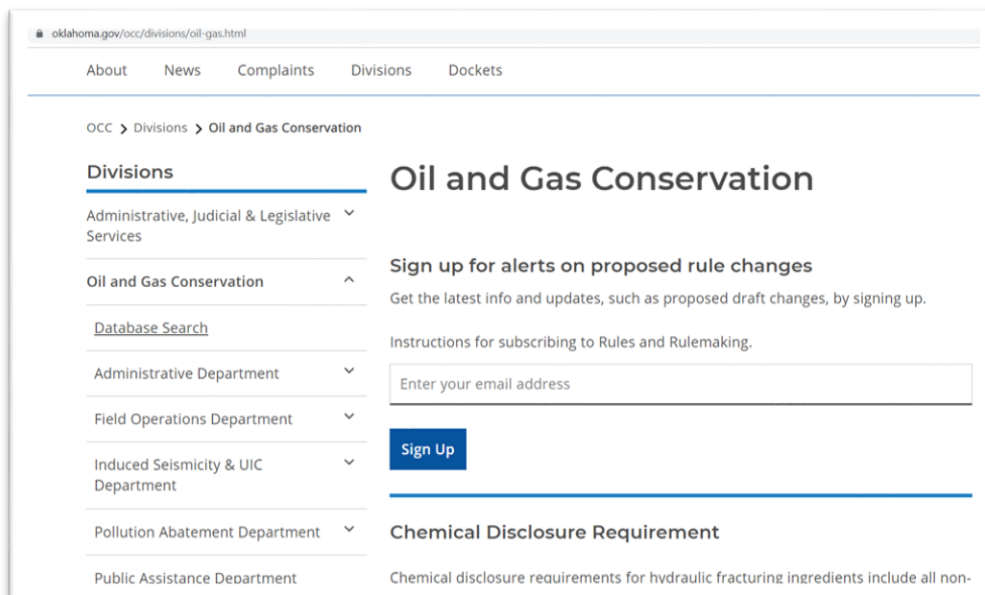 oklahoma.gov/occ/divisions/oil-gas.html
About News Complaints Divisions Dockets
OCC > Divisions > Oil and Gas Conservation
Divisions
Administrative, Judicial & Legislative
Services
Oil and Gas Conservation
Database Search
Administrative Department
Field Operations Department
Induced Seismicity & UIC
Department
Pollution Abatement Department
Public Assistance Department
Oil and Gas Conservation
Sign up for alerts on proposed rule changes
Get the latest info and updates, such as proposed draft changes, by signing up.
Instructions for subscribing to Rules and Rulemaking.
Enter your email address
Sign Up
Chemical Disclosure Requirement
Chemical disclosure requirements for hydraulic fracturing ingredients include all non-